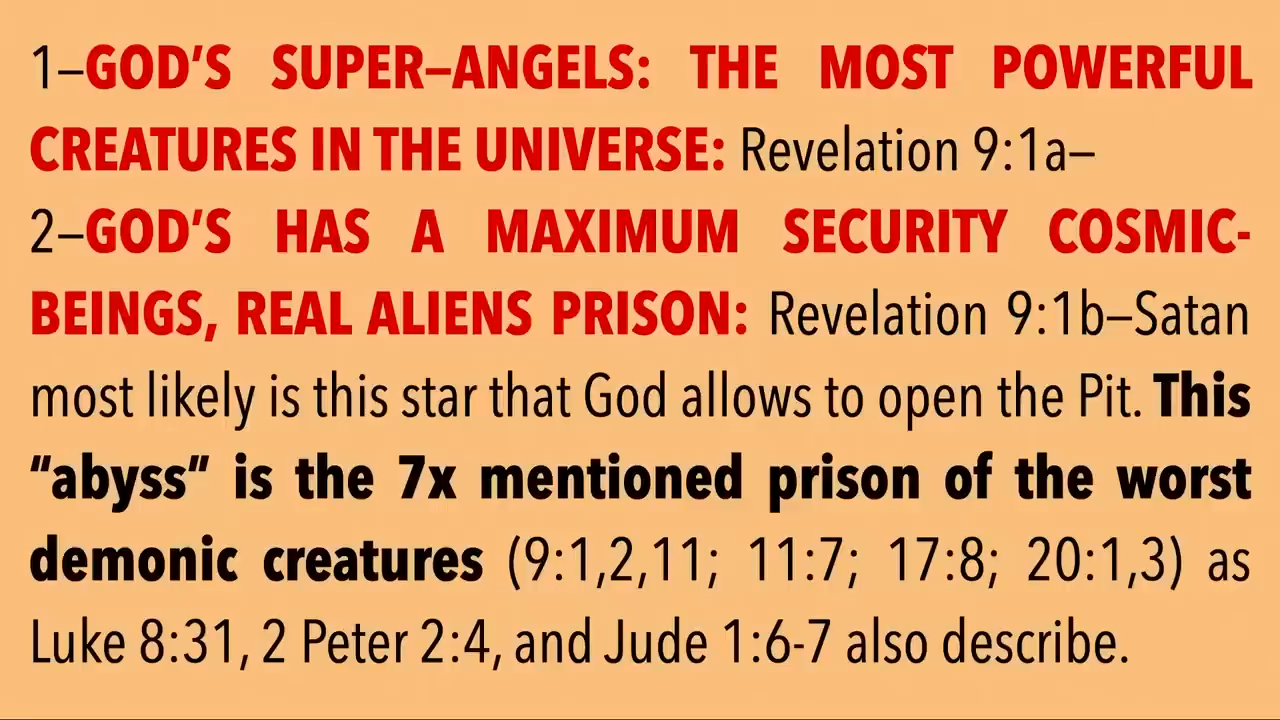 1–GOD’S SUPER–ANGELS: THE MOST POWERFUL
CREATURES IN THE UNIVERSE: Revelation 9:1a–
2–GOD’S HAS A MAXIMUM SECURITY COSMIC-
BEINGS, REAL ALIENS PRISON: Revelation 9:1b–Satan
most likely is this star that God allows to open the Pit. This
“abyss” is the 7x mentioned prison of the worst
demonic creatures (9:1,2,11; 11:7; 17:8; 20:1,3) as
Luke 8:31, 2 Peter 2:4, and Jude 1:6-7 also describe.